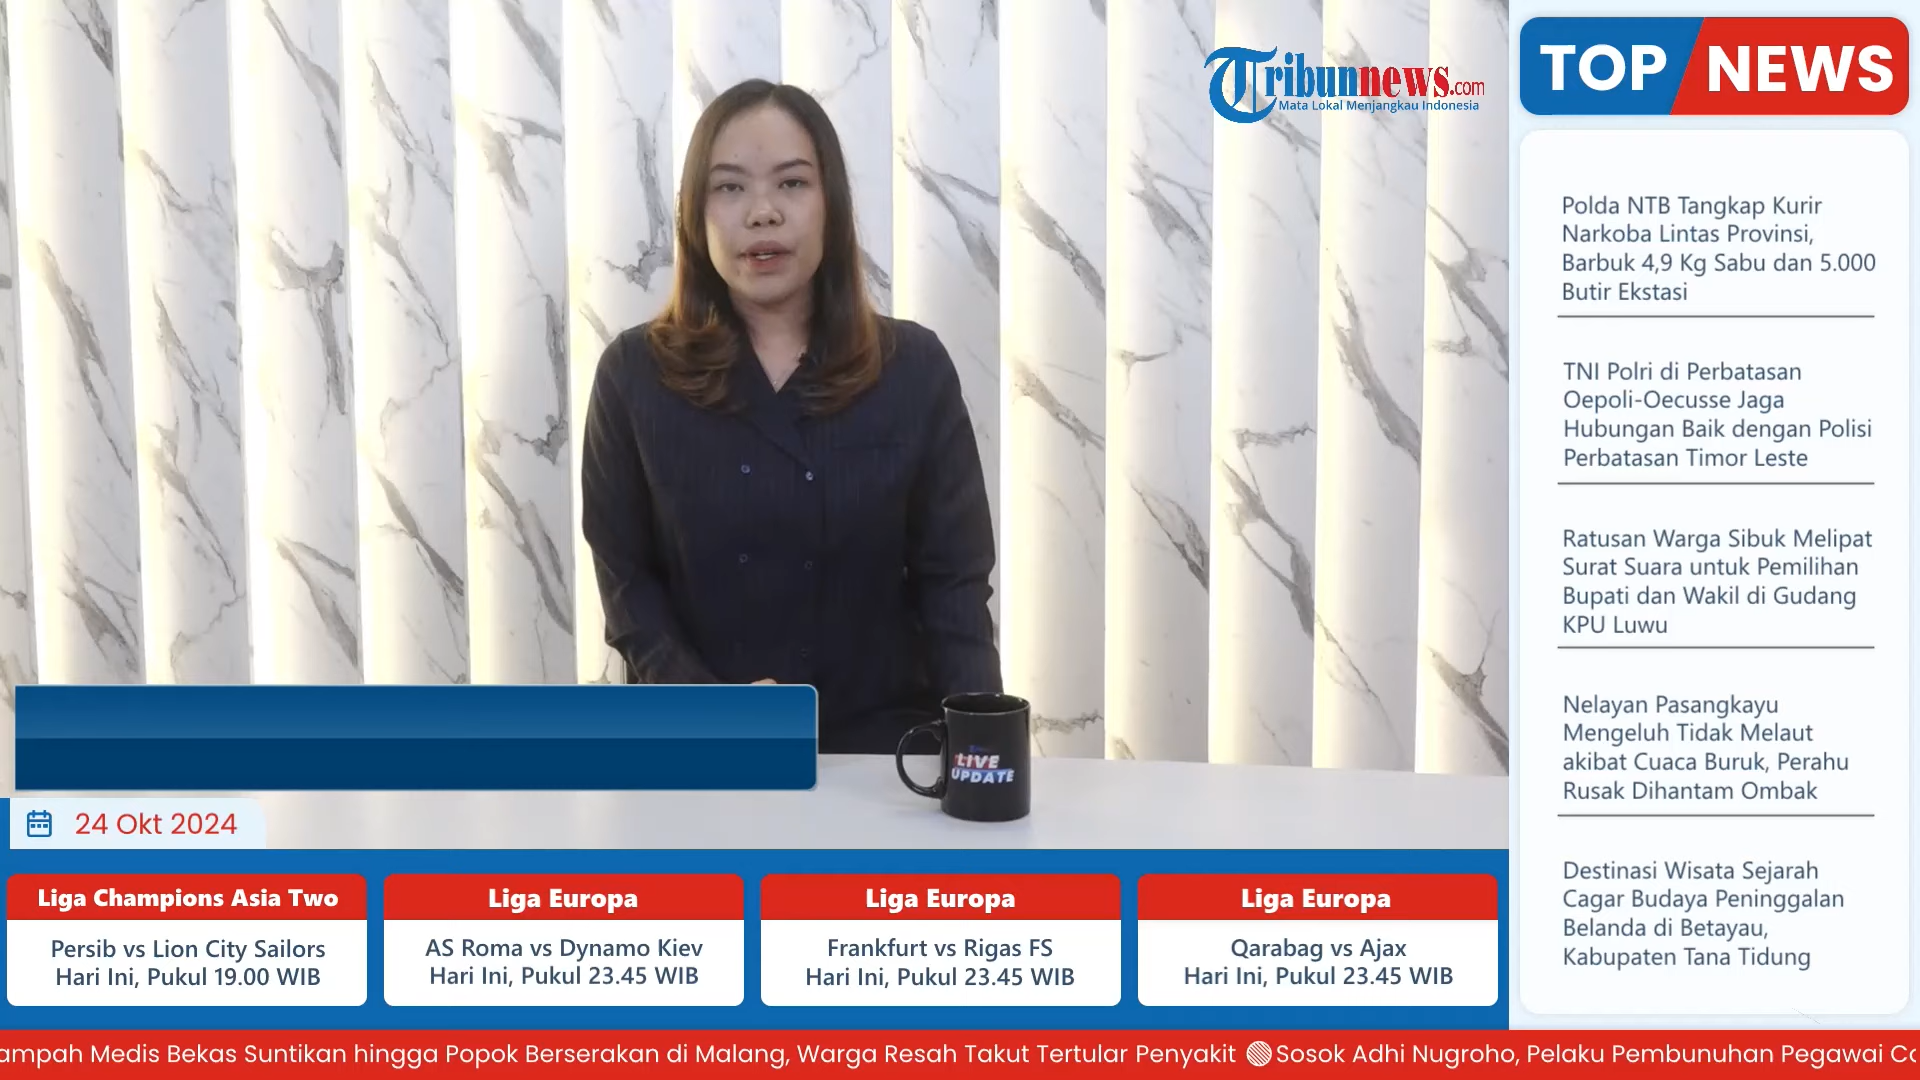 Tribunnews.com
Mata Lokal Menjangkau Indonesia
TOP NEWS
Polda NTB Tangkap Kurir
Narkoba Lintas Provinsi,
Barbuk 4,9 Kg Sabu dan 5.000
Butir Ekstasi
TNI Polri di Perbatasan
Oepoli-Oecusse Jaga
Hubungan Baik dengan Polisi
Perbatasan Timor Leste
Ratusan Warga Sibuk Melipat
Surat Suara untuk Pemilihan
Bupati dan Wakil di Gudang
KPU Luwu
Nelayan Pasangkayu
Mengeluh Tidak Melaut
akibat Cuaca Buruk, Perahu
Rusak Dihantam Ombak
Destinasi Wisata Sejarah
Cagar Budaya Peninggalan
Belanda di Betayau,
Kabupaten Tana Tidung
LIVE
UPDATE
24 Okt 2024
Liga Champions Asia Two
Persib vs Lion City Sailors
Hari Ini, Pukul 19.00 WIB
Liga Europa
AS Roma vs Dynamo Kiev
Hari Ini, Pukul 23.45 WIB
Liga Europa
Frankfurt vs Rigas FS
Hari Ini, Pukul 23.45 WIB
Liga Europa
Qarabag vs Ajax
Hari Ini, Pukul 23.45 WIB
ampah Medis Bekas Suntikan hingga Popok Berserakan di Malang, Warga Resah Takut Tertular Penyakit Sosok Adhi Nugroho, Pelaku Pembunuhan Pegawai